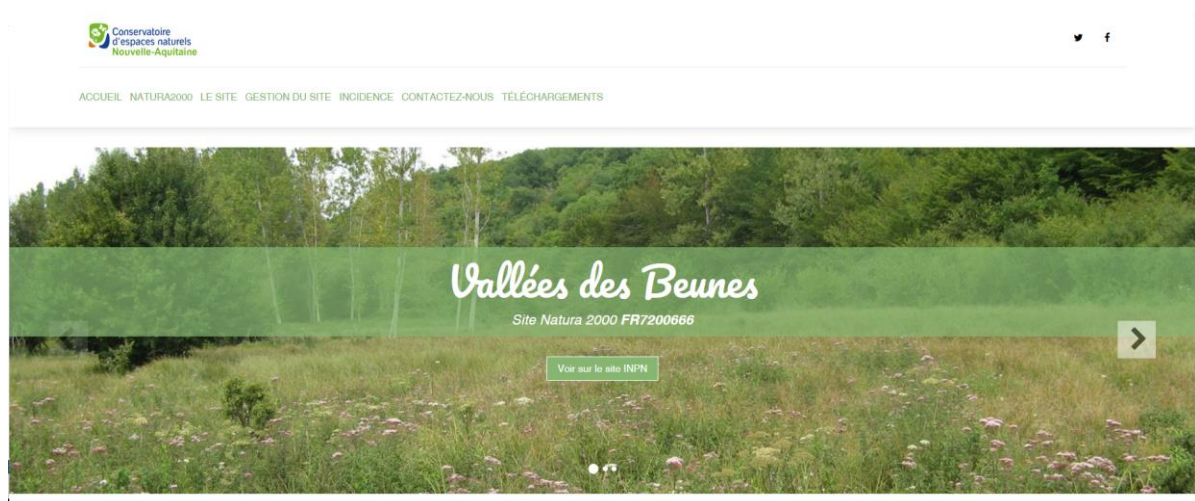 Conservatoire
d'espaces naturels
Nouvelle-Aquitaine
ACCUEIL NATURA2000 LE SITE GESTION DU SITE INCIDENCE CONTACTEZ-NOUS TÉLÉCHARGEMENTS
Vallées des Beunes
Site Natura 2000 FR7200666
Voir sur le site INPN